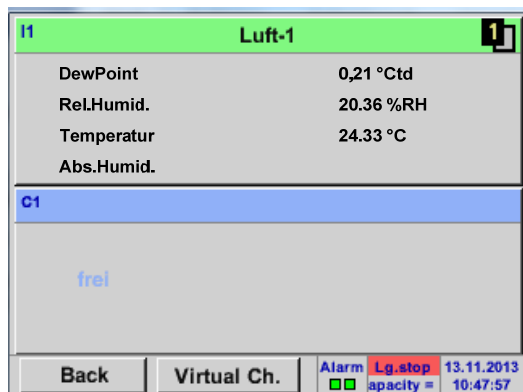 I1 Luft-1 1
DewPoint 0,21 °Ctd
Rel.Humid. 20.36 %RH
Temperatur 24.33 °C
Abs.Humid.
C1
frei
Back Virtual Ch. Alarm Lg.stop 13.11.2013
apacity = 10:47:57